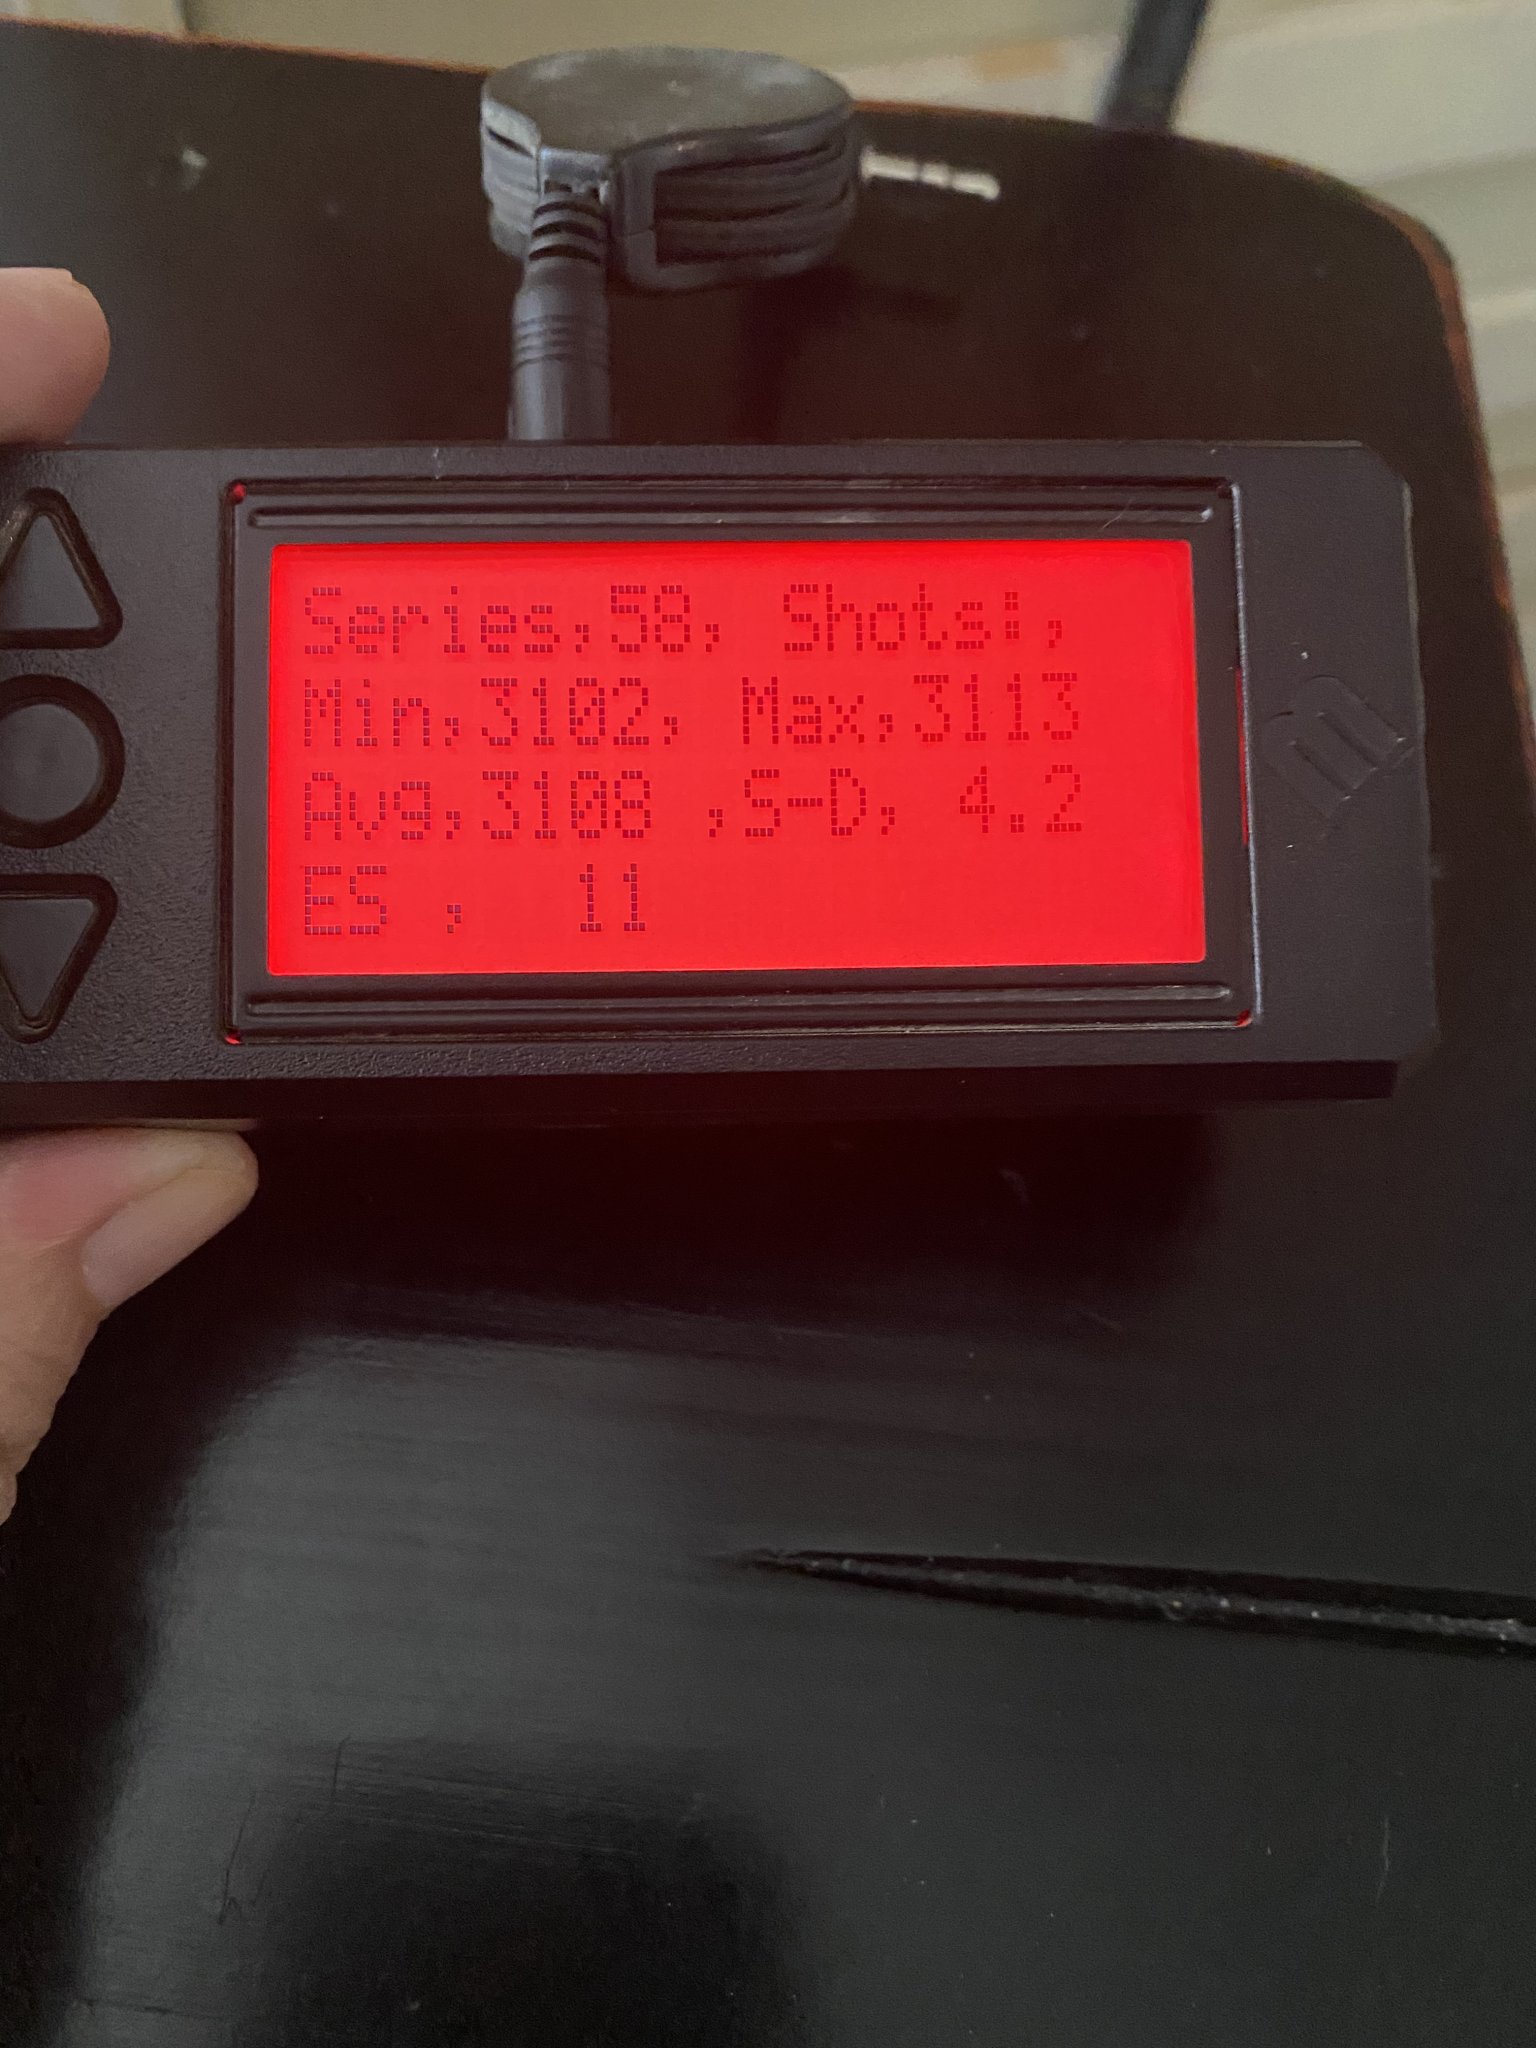 Series,58, Shots:,
Min,3102, Max,3113
Avg,3108 ,S-D, 4.2
ES , 11